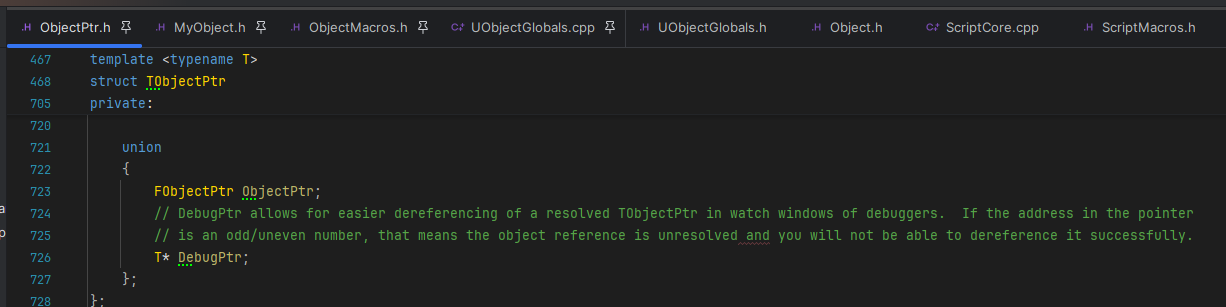 ObjectPtr.h MyObject.h ObjectMacros.h UObjectGlobals.cpp UObjectGlobals.h Object.h ScriptCore.cpp ScriptMacros.h
467 template <typename T>
468 struct TObjectPtr
705 private:
720
721 union
722 {
723 FObjectPtr ObjectPtr;
a 724 // DebugPtr allows for easier dereferencing of a resolved TObjectPtr in watch windows of debuggers.  If the address in the pointer
p 725 // is an odd/uneven number, that means the object reference is unresolved and you will not be able to dereference it successfully.
726 T* DebugPtr;
727 };
728 };